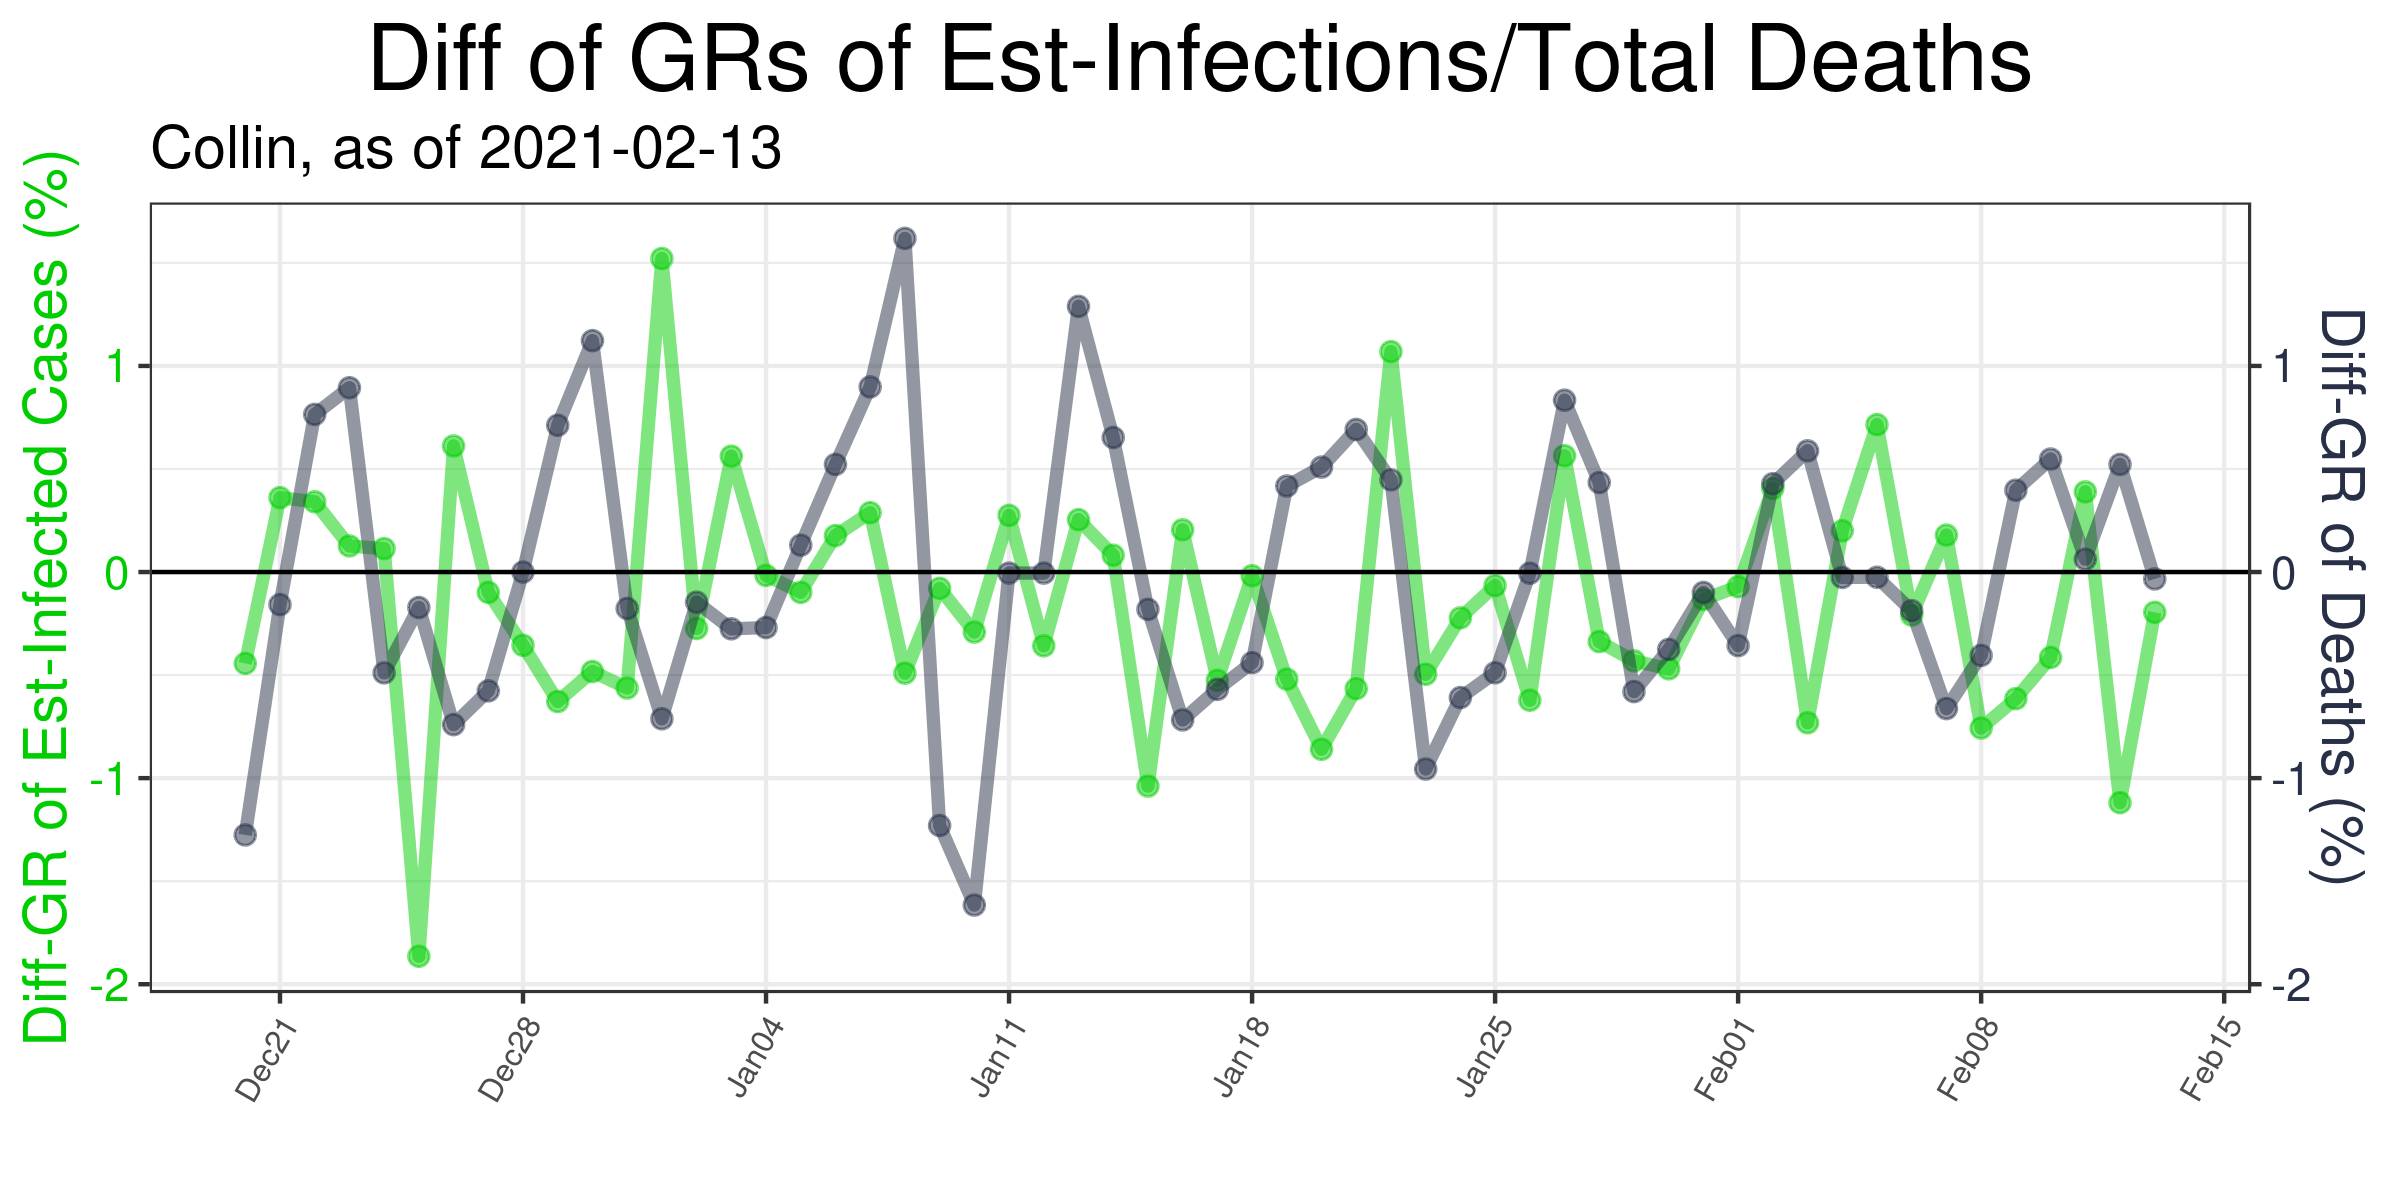 Diff of GRs of Est-Infections/Total Deaths
Collin, as of 2021-02-13
Diff-GR of Est-Infected Cases (%)
1
0
-1
-2
1
0
-1
-2
Diff-GR of Deaths (%)
Dec21
Dec28
Jan04
Jan11
Jan18
Jan25
Feb01
Feb08
Feb15